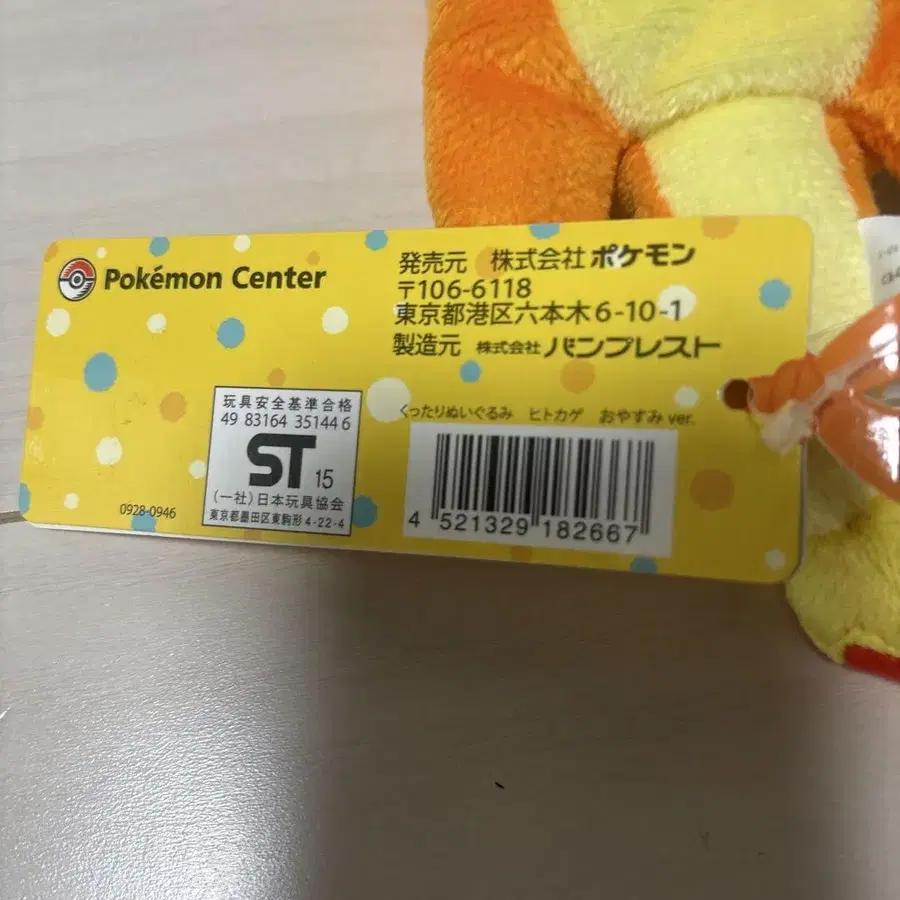 Pokémon Center
発売元 株式会社 ポケモン
〒106-6118
東京都港区六本木6-10-1
製造元 株式会社 バンプレスト
玩具安全基準合格
49 83164 35144 6
ST 15
(一社)日本玩具協会
東京都墨田区東駒形4-22-4
0928-0946
くったりぬいぐるみ ヒトカゲ おやすみ ver.
4 521329 182667